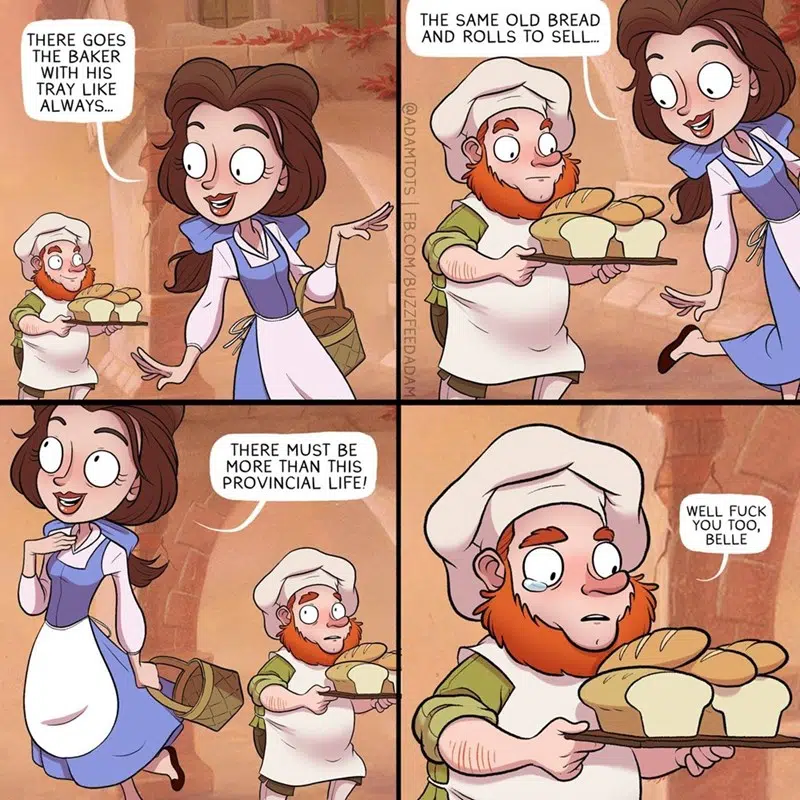 THERE GOES
THE BAKER
WITH HIS
TRAY LIKE
ALWAYS...
THE SAME OLD BREAD
AND ROLLS TO SELL...
@ADAMTOTS | FB.COM/BUZZFEEDADAM
THERE MUST BE
MORE THAN THIS
PROVINCIAL LIFE!
WELL FUCK
YOU TOO,
BELLE